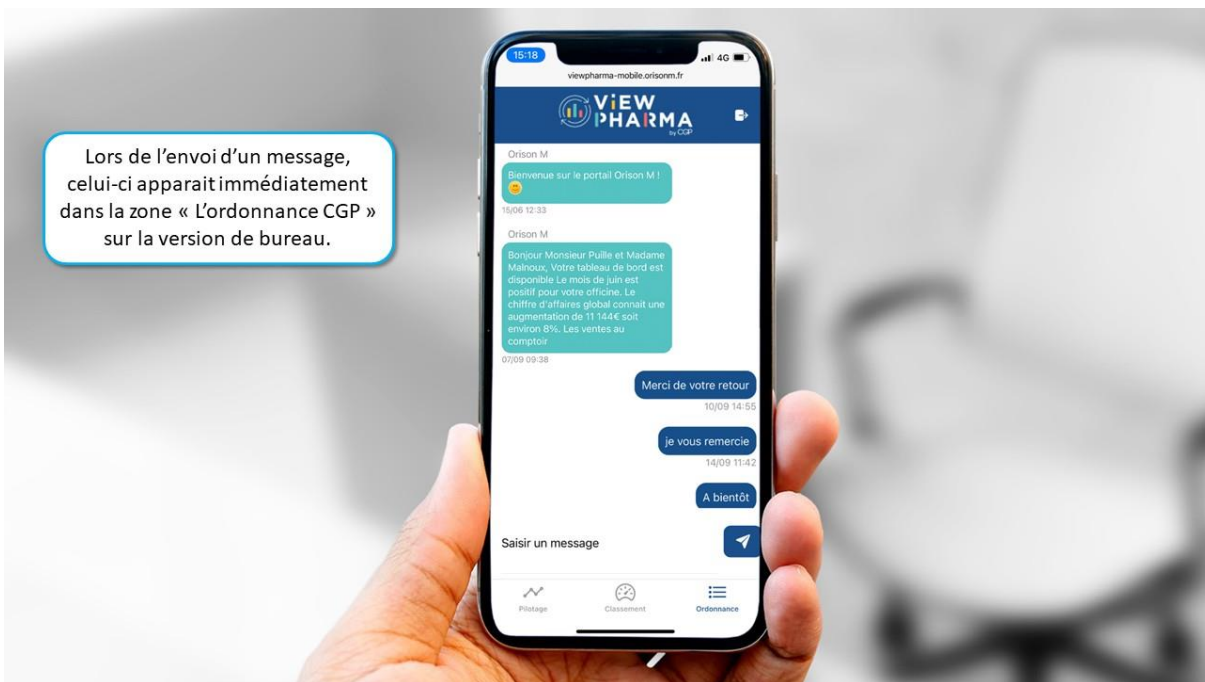 Lors de l’envoi d’un message,
celui-ci apparait immédiatement
dans la zone « L’ordonnance CGP »
sur la version de bureau.
15:18
4G
viewpharma-mobile.orisonm.fr
ViEW
PHARMA
by CGP
Orison M
Bienvenue sur le portail Orison M !
15/06 12:33
Orison M
Bonjour Monsieur Puille et Madame
Malnoux, Votre tableau de bord est
disponible Le mois de juin est
positif pour votre officine. Le
chiffre d'affaires global connait une
augmentation de 11 144€ soit
environ 8%. Les ventes au
comptoir
07/09 09:38
Merci de votre retour
10/09 14:55
je vous remercie
14/09 11:42
A bientôt
Saisir un message
Pilotage
Classement
Ordonnance